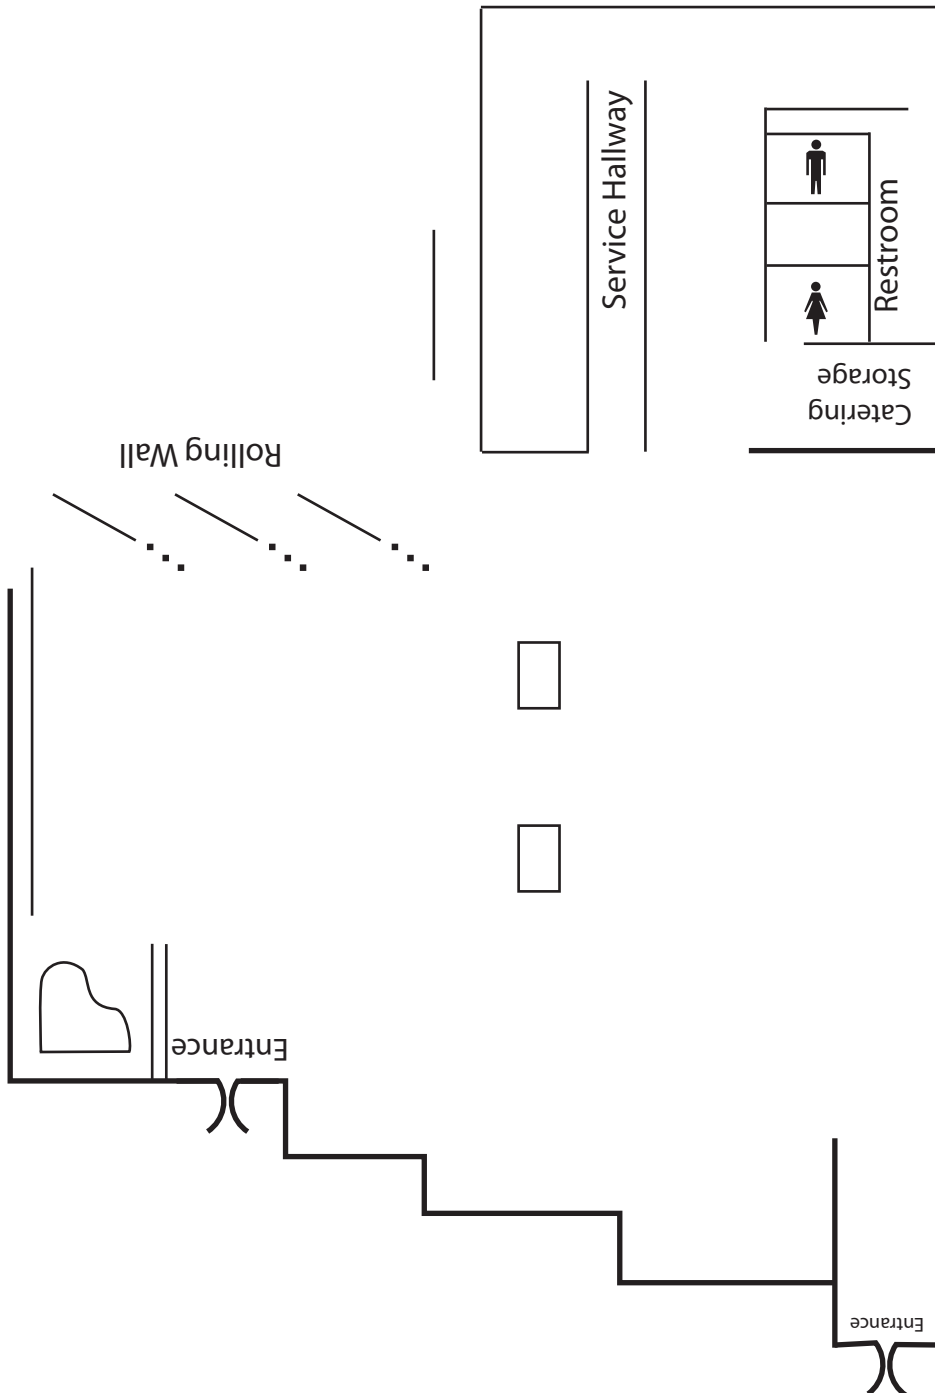 Service Hallway
Restroom
Catering
Storage
Rolling Wall
Entrance
Entrance